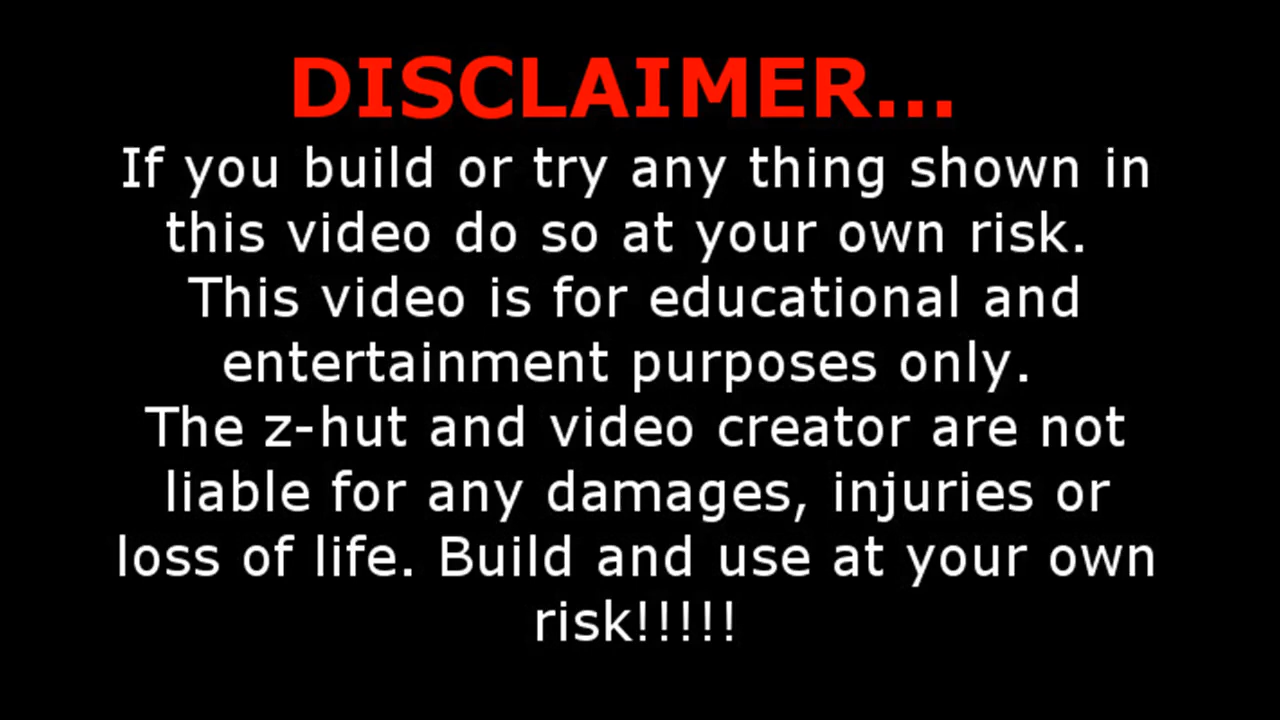 DISCLAIMER...
If you build or try any thing shown in
this video do so at your own risk.
This video is for educational and
entertainment purposes only.
The z-hut and video creator are not
liable for any damages, injuries or
loss of life. Build and use at your own
risk!!!!!